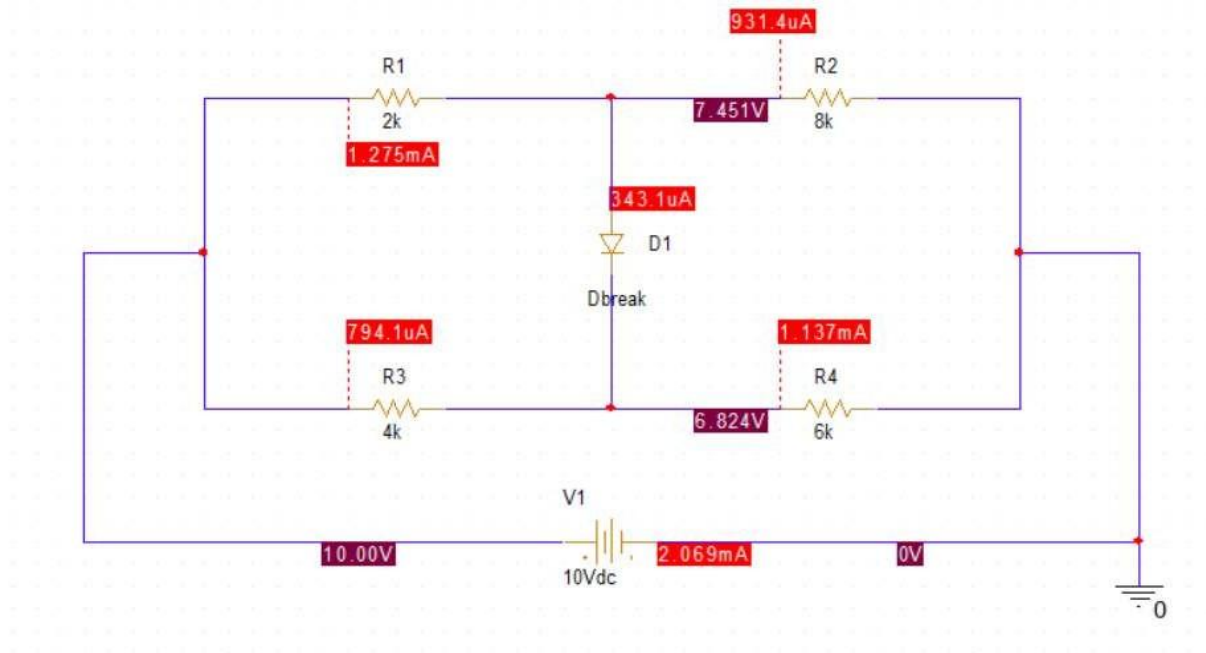 931.4uA
R1
R2
7.451V
2k
8k
1.275mA
343.1uA
D1
Dbreak
794.1uA
1.137mA
R3
R4
6.824V
4k
6k
V1
10.00V
2.069mA
0V
10Vdc
0